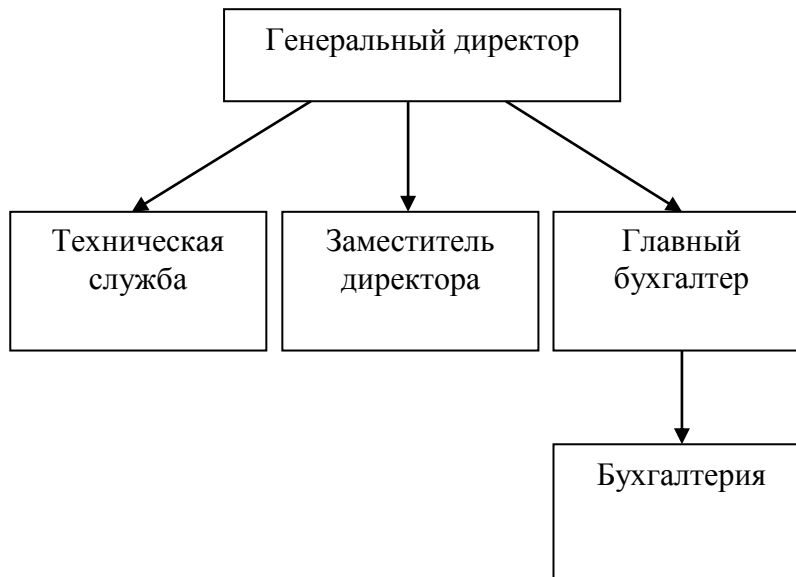 Генеральный директор
Техническая
служба
Заместитель
директора
Главный
бухгалтер
Бухгалтерия